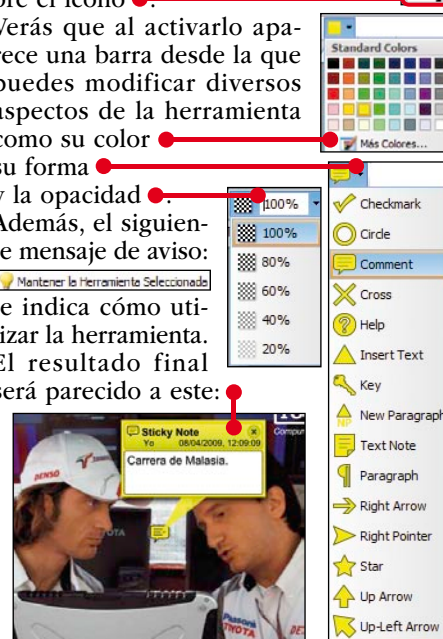 bre el icono
Verás que al activarlo apa-
rece una barra desde la que
puedes modificar diversos
aspectos de la herramienta
como su color
su forma
y la opacidad
Además, el siguien-
te mensaje de aviso:
Mantener la Herramienta Seleccionada
te indica cómo uti-
lizar la herramienta.
El resultado final
será parecido a este:
Standard Colors
Más Colores...
100%
100%
80%
60%
40%
20%
Checkmark
Circle
Comment
Cross
Help
Insert Text
Key
New Paragraph
Text Note
Paragraph
Right Arrow
Right Pointer
Star
Up Arrow
Up-Left Arrow
Sticky Note
Yo 08/04/2009, 12:09:09
Carrera de Malasia.
DENSO